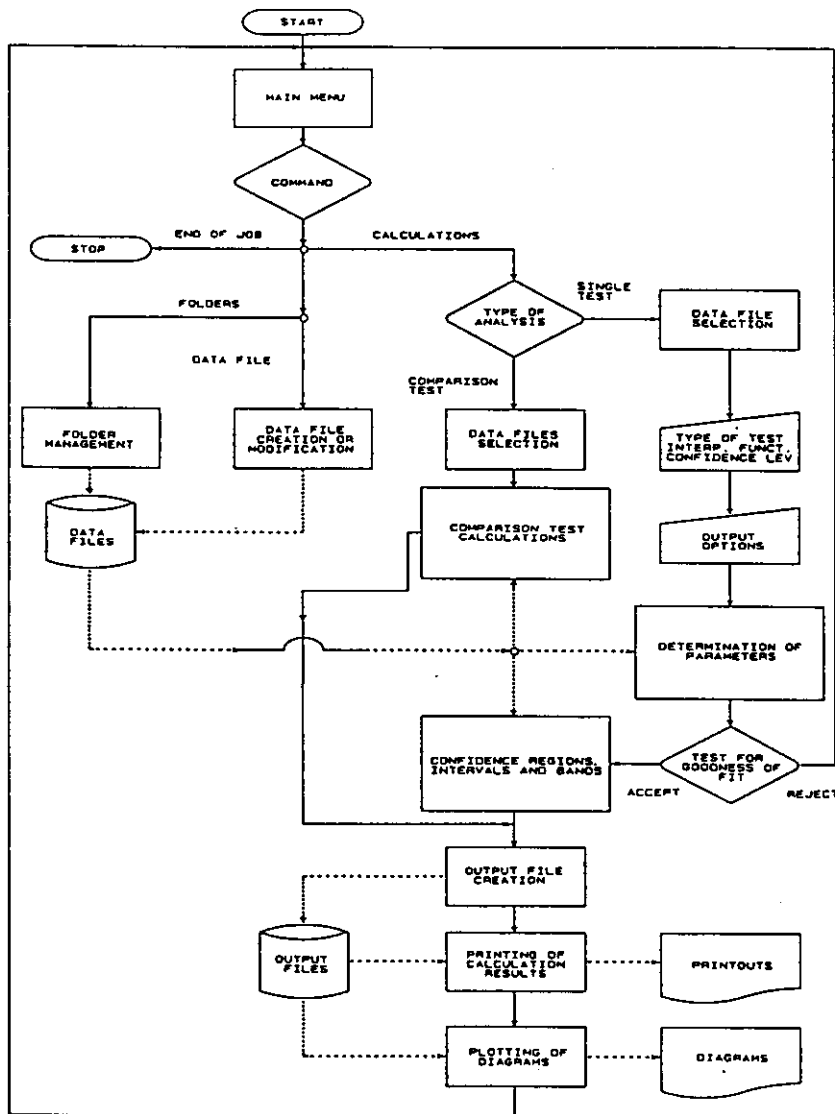 START
MAIN MENU
COMMAND
END OF JOB
CALCULATIONS
STOP
FOLDERS
TYPE OF
ANALYSIS
SINGLE
TEST
DATA FILE
SELECTION
DATA FILE
COMPARISON
TEST
FOLDER
MANAGEMENT
DATA FILE
CREATION OR
MODIFICATION
DATA FILES
SELECTION
TYPE OF TEST
INTERP. FUNCT.
CONFIDENCE LEV
DATA
FILES
COMPARISON TEST
CALCULATIONS
OUTPUT
OPTIONS
DETERMINATION OF
PARAMETERS
CONFIDENCE REGIONS,
INTERVALS AND BANDS
TEST FOR
GOODNESS OF
FIT
ACCEPT
REJECT
OUTPUT FILE
CREATION
OUTPUT
FILES
PRINTING OF
CALCULATION
RESULTS
PRINTOUTS
PLOTTING OF
DIAGRAMS
DIAGRAMS